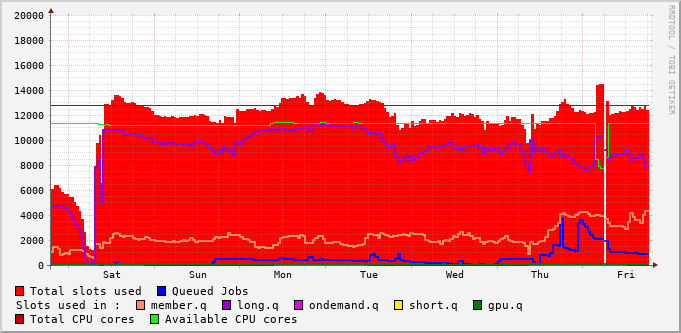 20000
18000
16000
14000
12000
10000
8000
6000
4000
2000
0
Sat Sun Mon Tue Wed Thu Fri
RRDTOOL / TOBI OETIKER
Total slots used Queued Jobs
Slots used in : member.q long.q ondemand.q short.q gpu.q
Total CPU cores Available CPU cores